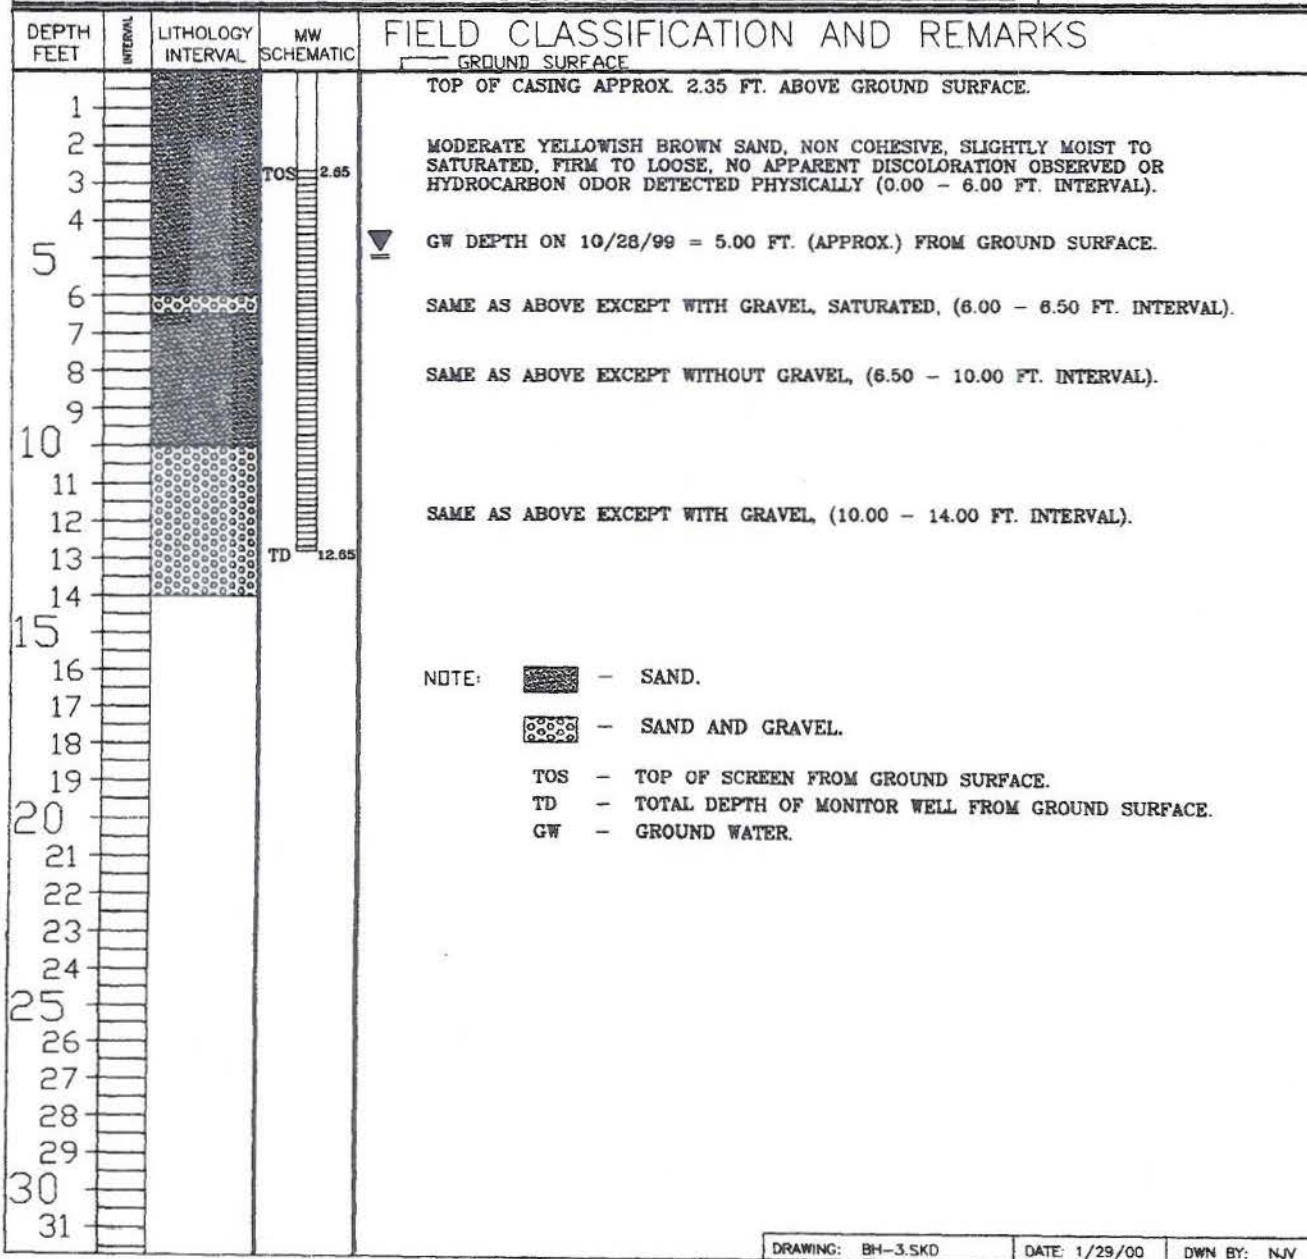 DEPTH FEET
INTERVAL
LITHOLOGY INTERVAL
MW SCHEMATIC
FIELD CLASSIFICATION AND REMARKS
GROUND SURFACE
TOP OF CASING APPROX. 2.35 FT. ABOVE GROUND SURFACE.
1
2
MODERATE YELLOWISH BROWN SAND, NON COHESIVE, SLIGHTLY MOIST TO
SATURATED, FIRM TO LOOSE, NO APPARENT DISCOLORATION OBSERVED OR
HYDROCARBON ODOR DETECTED PHYSICALLY (0.00 - 6.00 FT. INTERVAL).
TOS 2.65
3
4
GW DEPTH ON 10/28/99 = 5.00 FT. (APPROX.) FROM GROUND SURFACE.
5
6
SAME AS ABOVE EXCEPT WITH GRAVEL, SATURATED, (6.00 - 6.50 FT. INTERVAL).
7
8
SAME AS ABOVE EXCEPT WITHOUT GRAVEL, (6.50 - 10.00 FT. INTERVAL).
9
10
11
12
SAME AS ABOVE EXCEPT WITH GRAVEL, (10.00 - 14.00 FT. INTERVAL).
13
TD 12.65
14
15
16
NOTE: - SAND.
17
18
- SAND AND GRAVEL.
19
TOS - TOP OF SCREEN FROM GROUND SURFACE.
20
TD - TOTAL DEPTH OF MONITOR WELL FROM GROUND SURFACE.
GW - GROUND WATER.
21
22
23
24
25
26
27
28
29
30
31
DRAWING: BH-3.SKD
DATE: 1/29/00
DWN BY: NJV